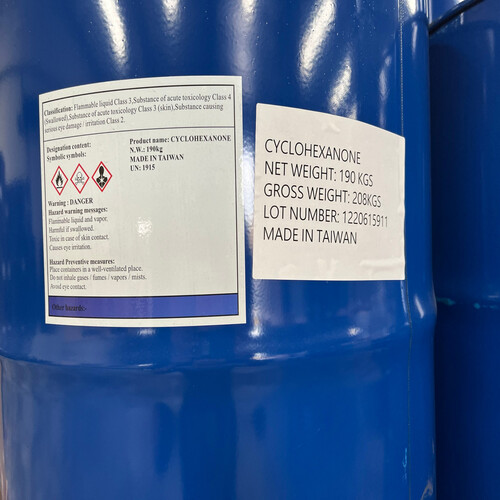 Classification: Flammable liquid Class 3,Substance of acute toxicology Class 4
(Swallowed),Substance of acute toxicology Class 3 (skin),Substance causing
serious eye damage / irritation Class 2.
Designation content:
Symbolic symbols:
Product name: CYCLOHEXANONE
N.W.: 190kg
MADE IN TAIWAN
UN: 1915
Warning : DANGER
Hazard warning messages:
Flammable liquid and vapor.
Harmful if swallowed.
Toxic in case of skin contact.
Causes eye irritation.
Hazard Preventive measures:
Place containers in a well-ventilated place.
Do not inhale gases / fumes / vapors / mists.
Avoid eye contact.
Other hazards:-
CYCLOHEXANONE
NET WEIGHT: 190 KGS
GROSS WEIGHT: 208KGS
LOT NUMBER: 1220615911
MADE IN TAIWAN